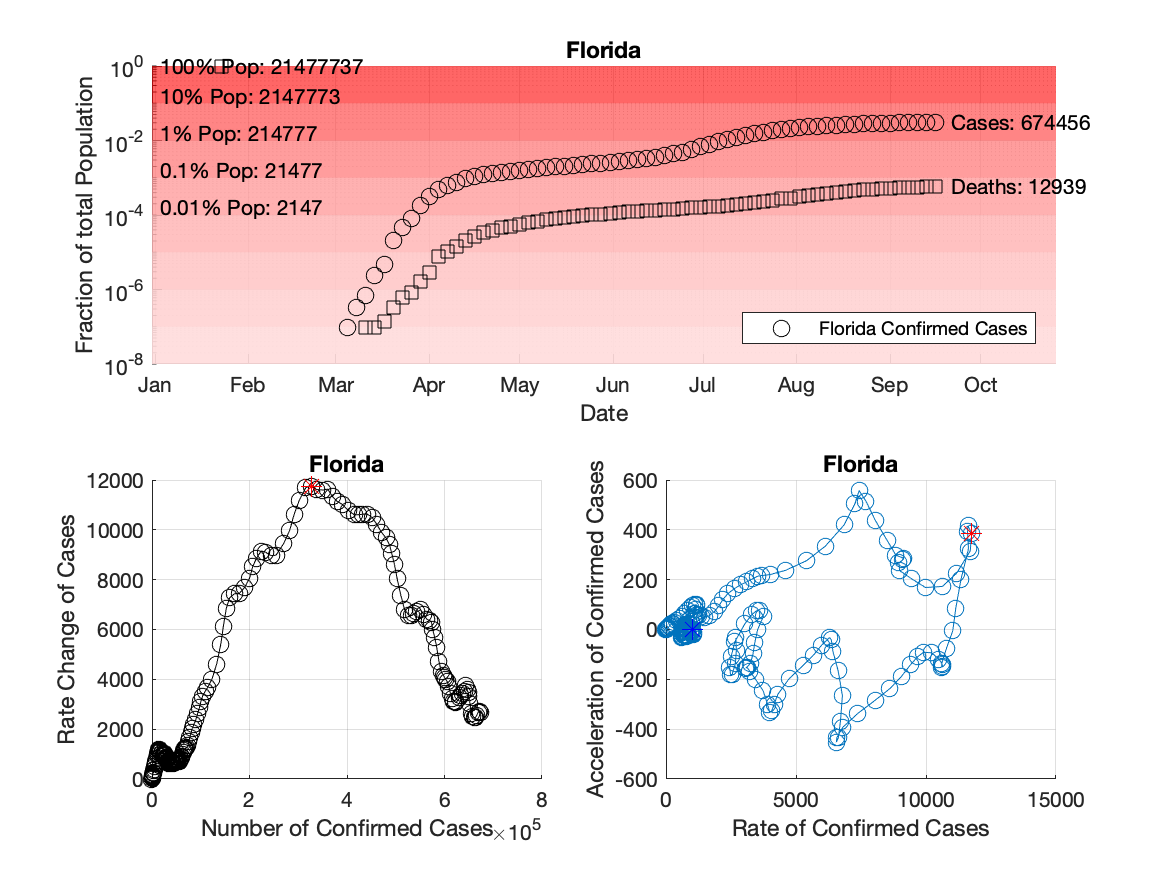 Florida
10^0
10^-2
10^-4
10^-6
10^-8
Fraction of total Population
100% Pop: 21477737
10% Pop: 2147773
1% Pop: 214777
0.1% Pop: 21477
0.01% Pop: 2147
Cases: 674456
Deaths: 12939
Florida Confirmed Cases
Jan Feb Mar Apr May Jun Jul Aug Sep Oct
Date
Florida
12000
10000
8000
6000
4000
2000
0
Rate Change of Cases
0 2 4 6 8
Number of Confirmed Cases ×10^5
Florida
600
400
200
0
-200
-400
-600
Acceleration of Confirmed Cases
0 5000 10000 15000
Rate of Confirmed Cases